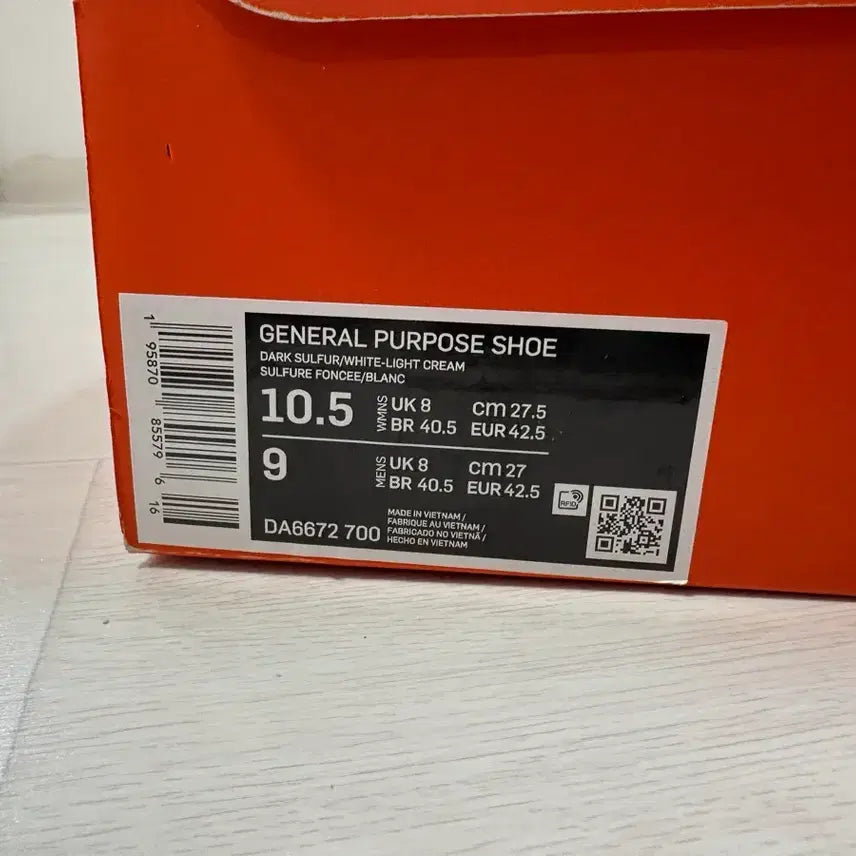 GENERAL PURPOSE SHOE
DARK SULFUR/WHITE-LIGHT CREAM
SULFURE FONCEE/BLANC
10.5 WMNS UK 8 cm 27.5
BR 40.5 EUR 42.5
9 MENS UK 8 cm 27
BR 40.5 EUR 42.5
DA6672 700
MADE IN VIETNAM /
FABRIQUE AU VIETNAM /
FABRICADO NO VIETNÃ /
HECHO EN VIETNAM
RFID
1 95870 85579 6 16